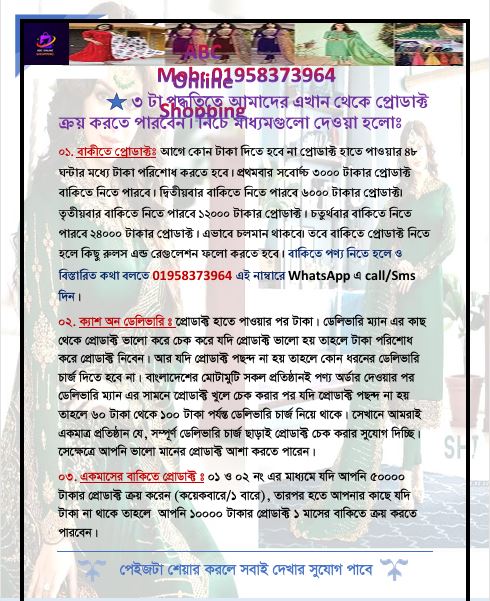 ABC
Mob: 01958373964
Online
Shopping
৩ টা পদ্ধতিতে আমাদের এখান থেকে প্রোডাক্ট
ক্রয় করতে পারবেন। নিচে মাধ্যমগুলো দেওয়া হলোঃ
০১. বাকীতে প্রোডাক্টঃ আগে কোন টাকা দিতে হবে না প্রোডাক্ট হাতে পাওয়ার ৪৮
ঘন্টার মধ্যে টাকা পরিশোধ করতে হবে। প্রথমবার সর্বোচ্চ ৩০০০ টাকার প্রোডাক্ট
বাকিতে নিতে পারবে। দ্বিতীয়বার বাকিতে নিতে পারবে ৬০০০ টাকার প্রোডাক্ট।
তৃতীয়বার বাকিতে নিতে পারবে ১২০০০ টাকার প্রোডাক্ট। চতুর্থবার বাকিতে নিতে
পারবে ২৪০০০ টাকার প্রোডাক্ট। এভাবে চলমান থাকবে। তবে বাকিতে প্রোডাক্ট নিতে
হলে কিছু রুলস এন্ড রেগুলেশন ফলো করতে হবে। বাকিতে পণ্য নিতে হলে ও
বিস্তারিত কথা বলতে 01958373964 এই নাম্বারে WhatsApp এ call/Sms
দিন।
০২. ক্যাশ অন ডেলিভারি ঃ প্রোডাক্ট হাতে পাওয়ার পর টাকা। ডেলিভারি ম্যান এর কাছ
থেকে প্রোডাক্ট ভালো করে চেক করে যদি প্রোডাক্ট ভালো হয় তাহলে টাকা পরিশোধ
করে প্রোডাক্ট নিবেন। আর যদি প্রোডাক্ট পছন্দ না হয় তাহলে কোন ধরনের ডেলিভারি
চার্জ দিতে হবে না। বাংলাদেশের মোটামুটি সকল প্রতিষ্ঠানই পণ্য অর্ডার দেওয়ার পর
ডেলিভারি ম্যান এর সামনে প্রোডাক্ট খুলে চেক করার পর যদি প্রোডাক্ট পছন্দ না হয়
তাহলে ৬০ টাকা থেকে ১০০ টাকা পর্যন্ত ডেলিভারি চার্জ নিয়ে থাকে। সেখানে আমরাই
একমাত্র প্রতিষ্ঠান যে, সম্পূর্ণ ডেলিভারি চার্জ ছাড়াই প্রোডাক্ট চেক করার সুযোগ দিচ্ছি।
সেক্ষেত্রে আপনি ভালো মানের প্রোডাক্ট আশা করতে পারেন।
০৩. একমাসের বাকিতে প্রোডাক্ট ঃ ০১ ও ০২ নং এর মাধ্যমে যদি আপনি ৫০০০০
টাকার প্রোডাক্ট ক্রয় করেন (কয়েকবারে/১ বারে), তারপর হতে আপনার কাছে যদি
টাকা না থাকে তাহলে আপনি ১০০০০ টাকার প্রোডাক্ট ১ মাসের বাকিতে ক্রয় করতে
পারবেন।
পেইজটা শেয়ার করলে সবাই দেখার সুযোগ পাবে